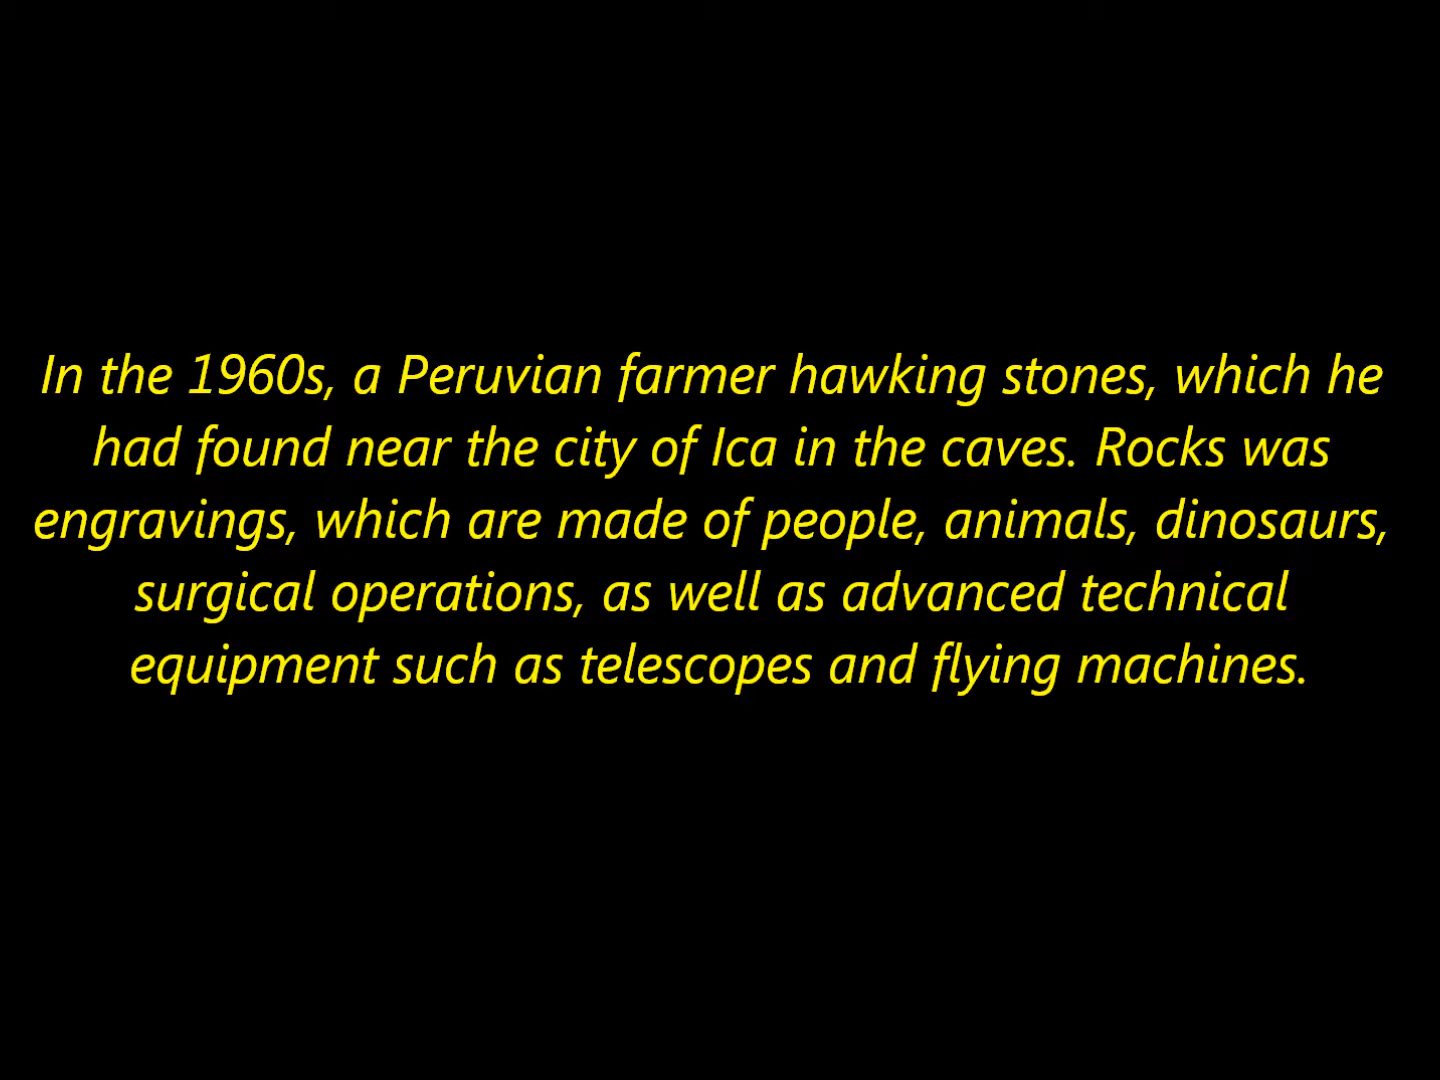 In the 1960s, a Peruvian farmer hawking stones, which he
had found near the city of Ica in the caves. Rocks was
engravings, which are made of people, animals, dinosaurs,
surgical operations, as well as advanced technical
equipment such as telescopes and flying machines.